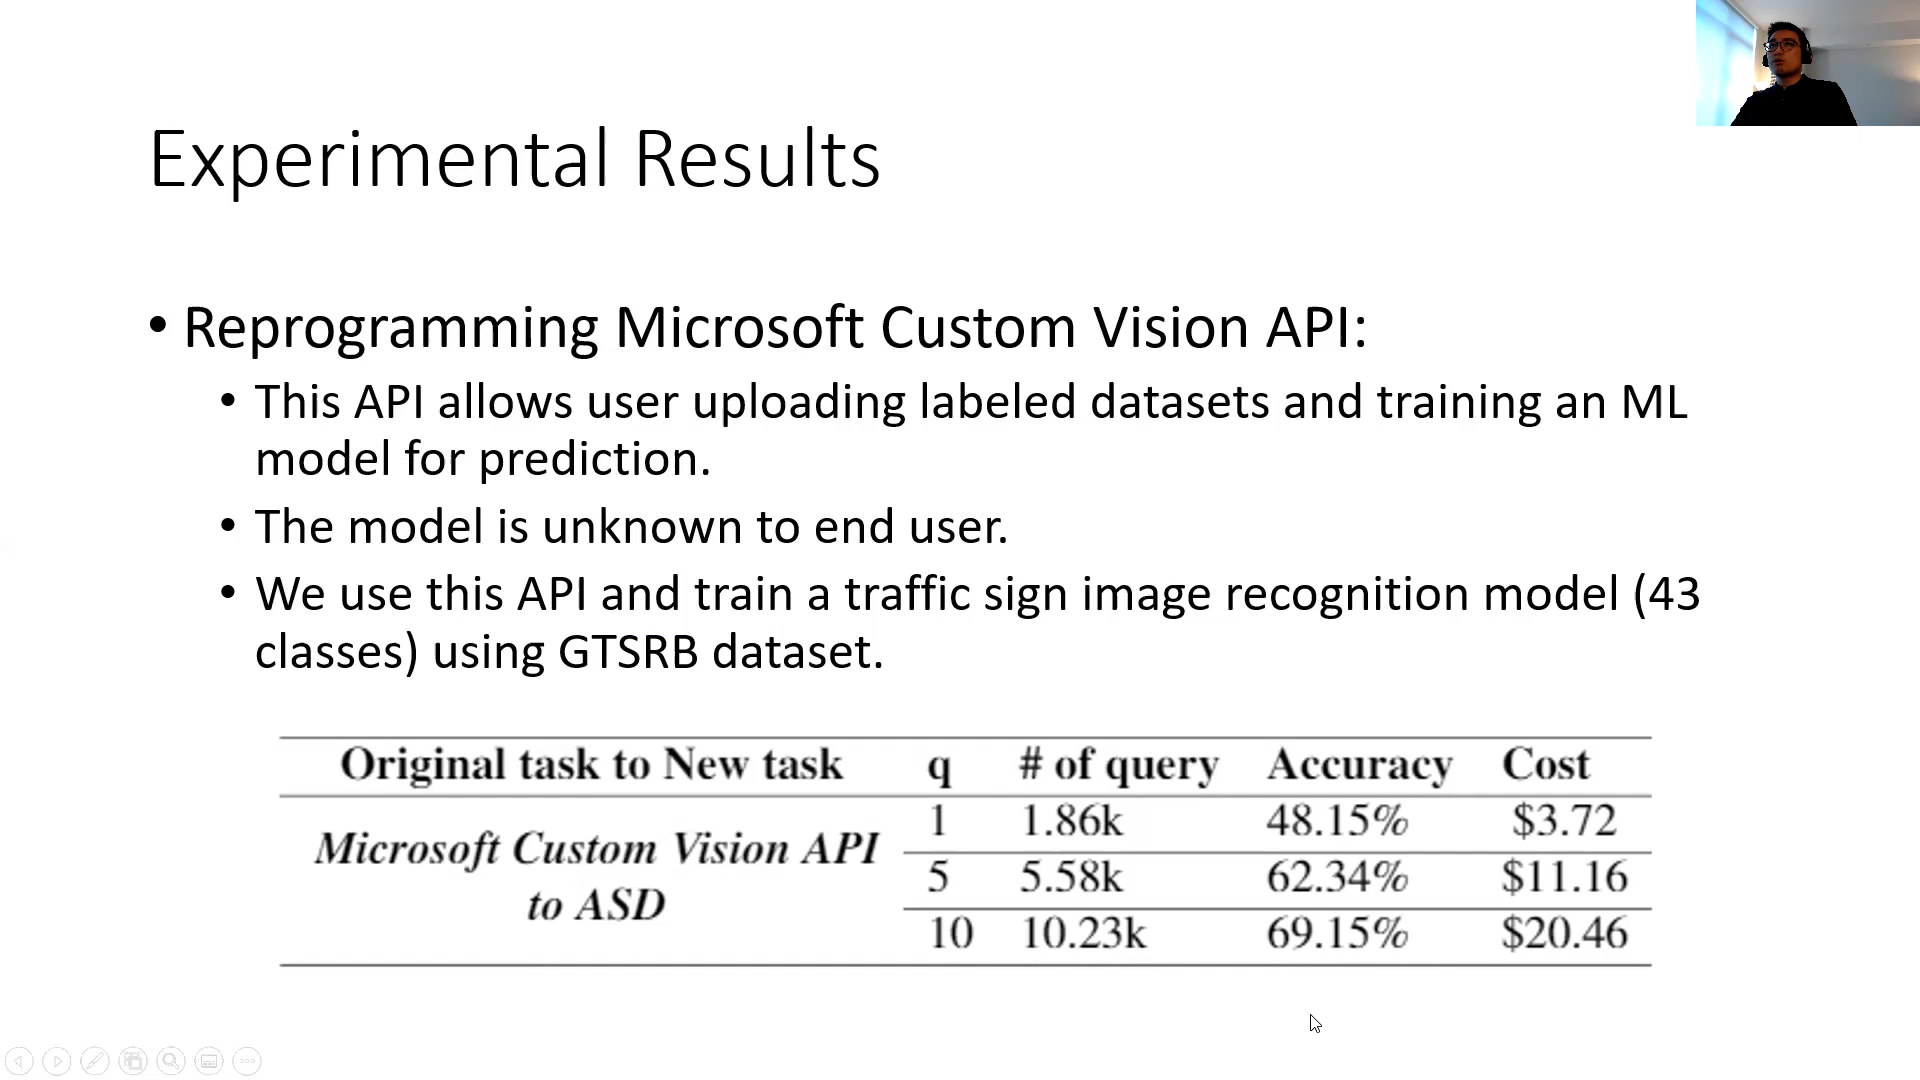 Experimental Results
• Reprogramming Microsoft Custom Vision API:
• This API allows user uploading labeled datasets and training an ML
model for prediction.
• The model is unknown to end user.
• We use this API and train a traffic sign image recognition model (43
classes) using GTSRB dataset.
Original task to New task q # of query Accuracy Cost
Microsoft Custom Vision API
to ASD
1 1.86k 48.15% $3.72
5 5.58k 62.34% $11.16
10 10.23k 69.15% $20.46